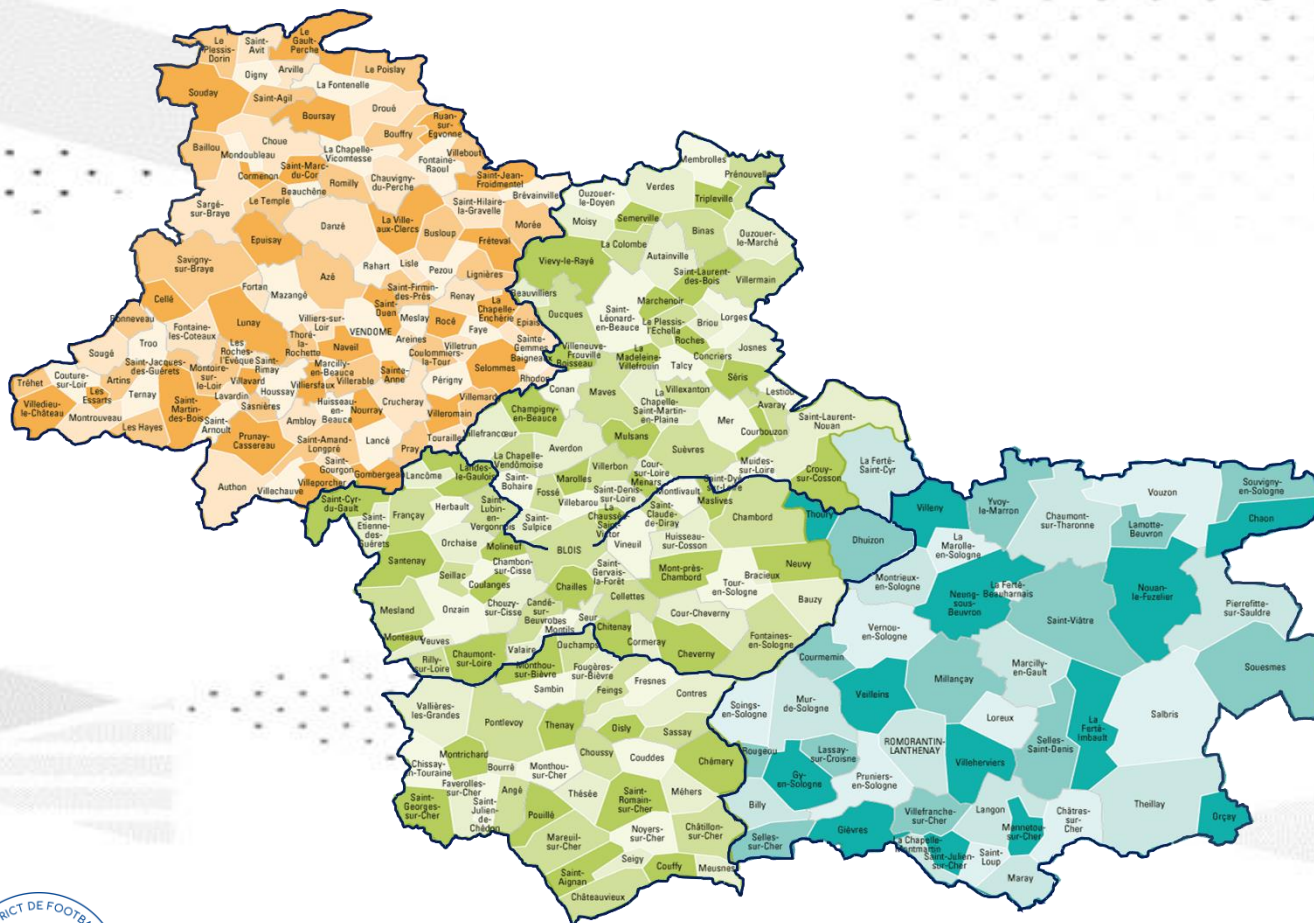 Le
Plessis-
Dorin
Saint-
Avit
Le
Gault-
Perche
Oigny
Arville
Le Poislay
La Fontenelle
Souday
Saint-Agil
Boursay
Droué
Ruan-
sur-
Egvonne
Bouffry
Baillou
Choue
Mondoubleau
La Chapelle-
Vicomtesse
Villebout
Fontaine-
Raoul
Cormenon
Saint-Marc-
du-Cor
Beauchêne
Romilly
Chauvigny-
du-Perche
Saint-Jean-
Froidmentel
Sargé-
sur-Braye
Le Temple
Saint-Hilaire-
la-Gravelle
Brévainville
Danzé
La Ville-
aux-Clercs
Busloup
Morée
Epuisay
Fréteval
Savigny-
sur-Braye
Azé
Rahart
Lisle
Pezou
Lignières
Fortan
Mazangé
Saint-Firmin-
des-Prés
Renay
Cellé
Bonneveau
Saint-
Ouen
La
Chapelle-
Enchérie
Fontaine-
les-Coteaux
Lunay
Villiers-sur-
Loir
VENDOME
Meslay
Rocé
Faye
Epiais
Troo
Thoré-
la-
Rochette
Naveil
Areines
Villetrun
Sainte-
Gemmes
Sougé
Les
Roches-
l'Evêque
Saint-
Rimay
Marcilly-
en-Beauce
Coulommiers-
la-Tour
Baigneaux
Saint-Jacques-
des-Guérets
Montoire-
sur-
le-Loir
Villerable
Sainte-
Anne
Selommes
Rhodon
Tréhet
Couture-
sur-Loir
Artins
Villavard
Villiersfaux
Périgny
Les
Essarts
Ternay
Lavardin
Houssay
Huisseau-
en-
Beauce
Crucheray
Villemardy
Villedieu-
le-Château
Saint-
Martin-
des-Bois
Sasnières
Nourray
Villeromain
Montrouveau
Les Hayes
Saint-
Arnoult
Ambloy
Prunay-
Cassereau
Saint-Amand-
Longpré
Lancé
Pray
Tourailles
Saint-
Gourgon
Gombergean
Authon
Villechauve
Villeporcher
Membrolles
Prénouvellon
Ouzouer-
le-Doyen
Verdes
Tripleville
Moisy
Semerville
Binas
Ouzouer-
le-Marché
La Colombe
Vievy-le-Rayé
Autainville
Saint-Laurent-
des-Bois
Villermain
Beauvilliers
Marchenoir
Oucques
Saint-
Léonard-
en-Beauce
Le Plessis-
l'Echelle
Briou
Lorges
Roches
Josnes
Villeneuve-
Frouville
Boisseau
La
Madeleine-
Villefrouin
Concriers
Talcy
Conan
Maves
Villexanton
Séris
Lestiou
Champigny-
en-Beauce
La
Chapelle-
Saint-Martin-
en-Plaine
Mer
Avaray
Courbouzon
Saint-Laurent-
Nouan
Villefrancœur
Mulsans
Averdon
Suèvres
Muides-
sur-Loire
Crouy-
sur-Cosson
La Chapelle-
Vendômoise
Villerbon
Cour-
sur-Loire
Menars
Saint-Dyé-
sur-Loire
Lancôme
Landes-
le-Gaulois
Saint-
Bohaire
Marolles
Fossé
Saint-Denis-
sur-Loire
Montlivault
Maslives
Saint-Cyr-
du-Gault
Villebarou
La
Chaussée-
Saint-
Victor
Saint-
Claude-
de-Diray
Chambord
Saint-
Etienne-
des-
Guérets
Françay
Herbault
Saint-
Lubin-
en-
Vergonnois
Saint-
Sulpice
Orchaise
BLOIS
Vineuil
Huisseau-
sur-Cosson
Santenay
Molineuf
Chambon-
sur-Cisse
Saint-
Gervais-
la-Forêt
Mont-près-
Chambord
Neuvy
Seillac
Coulanges
Chailles
Tour-
en-Sologne
Bracieux
Cellettes
Bauzy
Mesland
Onzain
Chouzy-
sur-Cisse
Candé-
sur-
Beuvron
Seur
Cour-Cheverny
Monteaux
Veuves
Les
Montils
Chitenay
Cormeray
Fontaines-
en-Sologne
Valaire
Ouchamps
Cheverny
Rilly-
sur-Loire
Chaumont-
sur-Loire
Monthou-
sur-Bièvre
Fougères-
sur-Bièvre
Fresnes
Sambin
Feings
Contres
Vallières-
les-Grandes
Pontlevoy
Thenay
Oisly
Sassay
Montrichard
Choussy
Couddes
Chémery
Chissay-
en-Touraine
Bourré
Monthou-
sur-Cher
Faverolles-
sur-Cher
Angé
Thésée
Méhers
Saint-
Georges-
sur-Cher
Saint-
Julien-
de-
Chédon
Pouillé
Saint-
Romain-
sur-Cher
Mareuil-
sur-Cher
Noyers-
sur-Cher
Châtillon-
sur-Cher
Seigy
Couffy
Meusnes
Saint-
Aignan
Châteauvieux
La Ferté-
Saint-Cyr
Thoury
Villeny
Yvoy-
le-Marron
Vouzon
Souvigny-
en-Sologne
Chaumont-
sur-Tharonne
Lamotte-
Beuvron
Chaon
Dhuizon
La
Marolle-
en-Sologne
Montrieux-
en-Sologne
Neung-
sous-
Beuvron
La Ferté-
Beauharnais
Nouan-
le-Fuzelier
Pierrefitte-
sur-Sauldre
Saint-Viâtre
Vernou-
en-Sologne
Courmemin
Marcilly-
en-Gault
Souesmes
Millançay
Veilleins
Soings-
en-Sologne
Mur-
de-Sologne
Loreux
La
Ferté-
Imbault
Salbris
Rougeou
Lassay-
sur-Croisne
ROMORANTIN-
LANTHENAY
Selles-
Saint-Denis
Villeherviers
Gy-
en-Sologne
Pruniers-
en-Sologne
Billy
Villefranche-
sur-Cher
Langon
Mennetou-
sur-Cher
Châtres-
sur-
Cher
Theillay
Orçay
Selles-
sur-Cher
Gièvres
La Chapelle-
Montmartin
Saint-Julien-
sur-Cher
Saint-
Loup
Maray